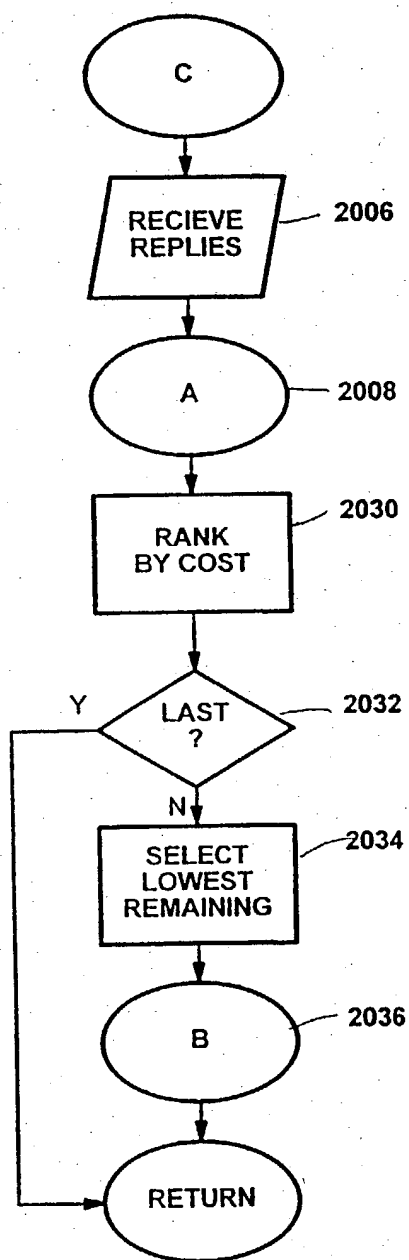 C
RECIEVE
REPLIES
2006
A
2008
RANK
BY COST
2030
Y
LAST
?
2032
N
SELECT
LOWEST
REMAINING
2034
B
2036
RETURN